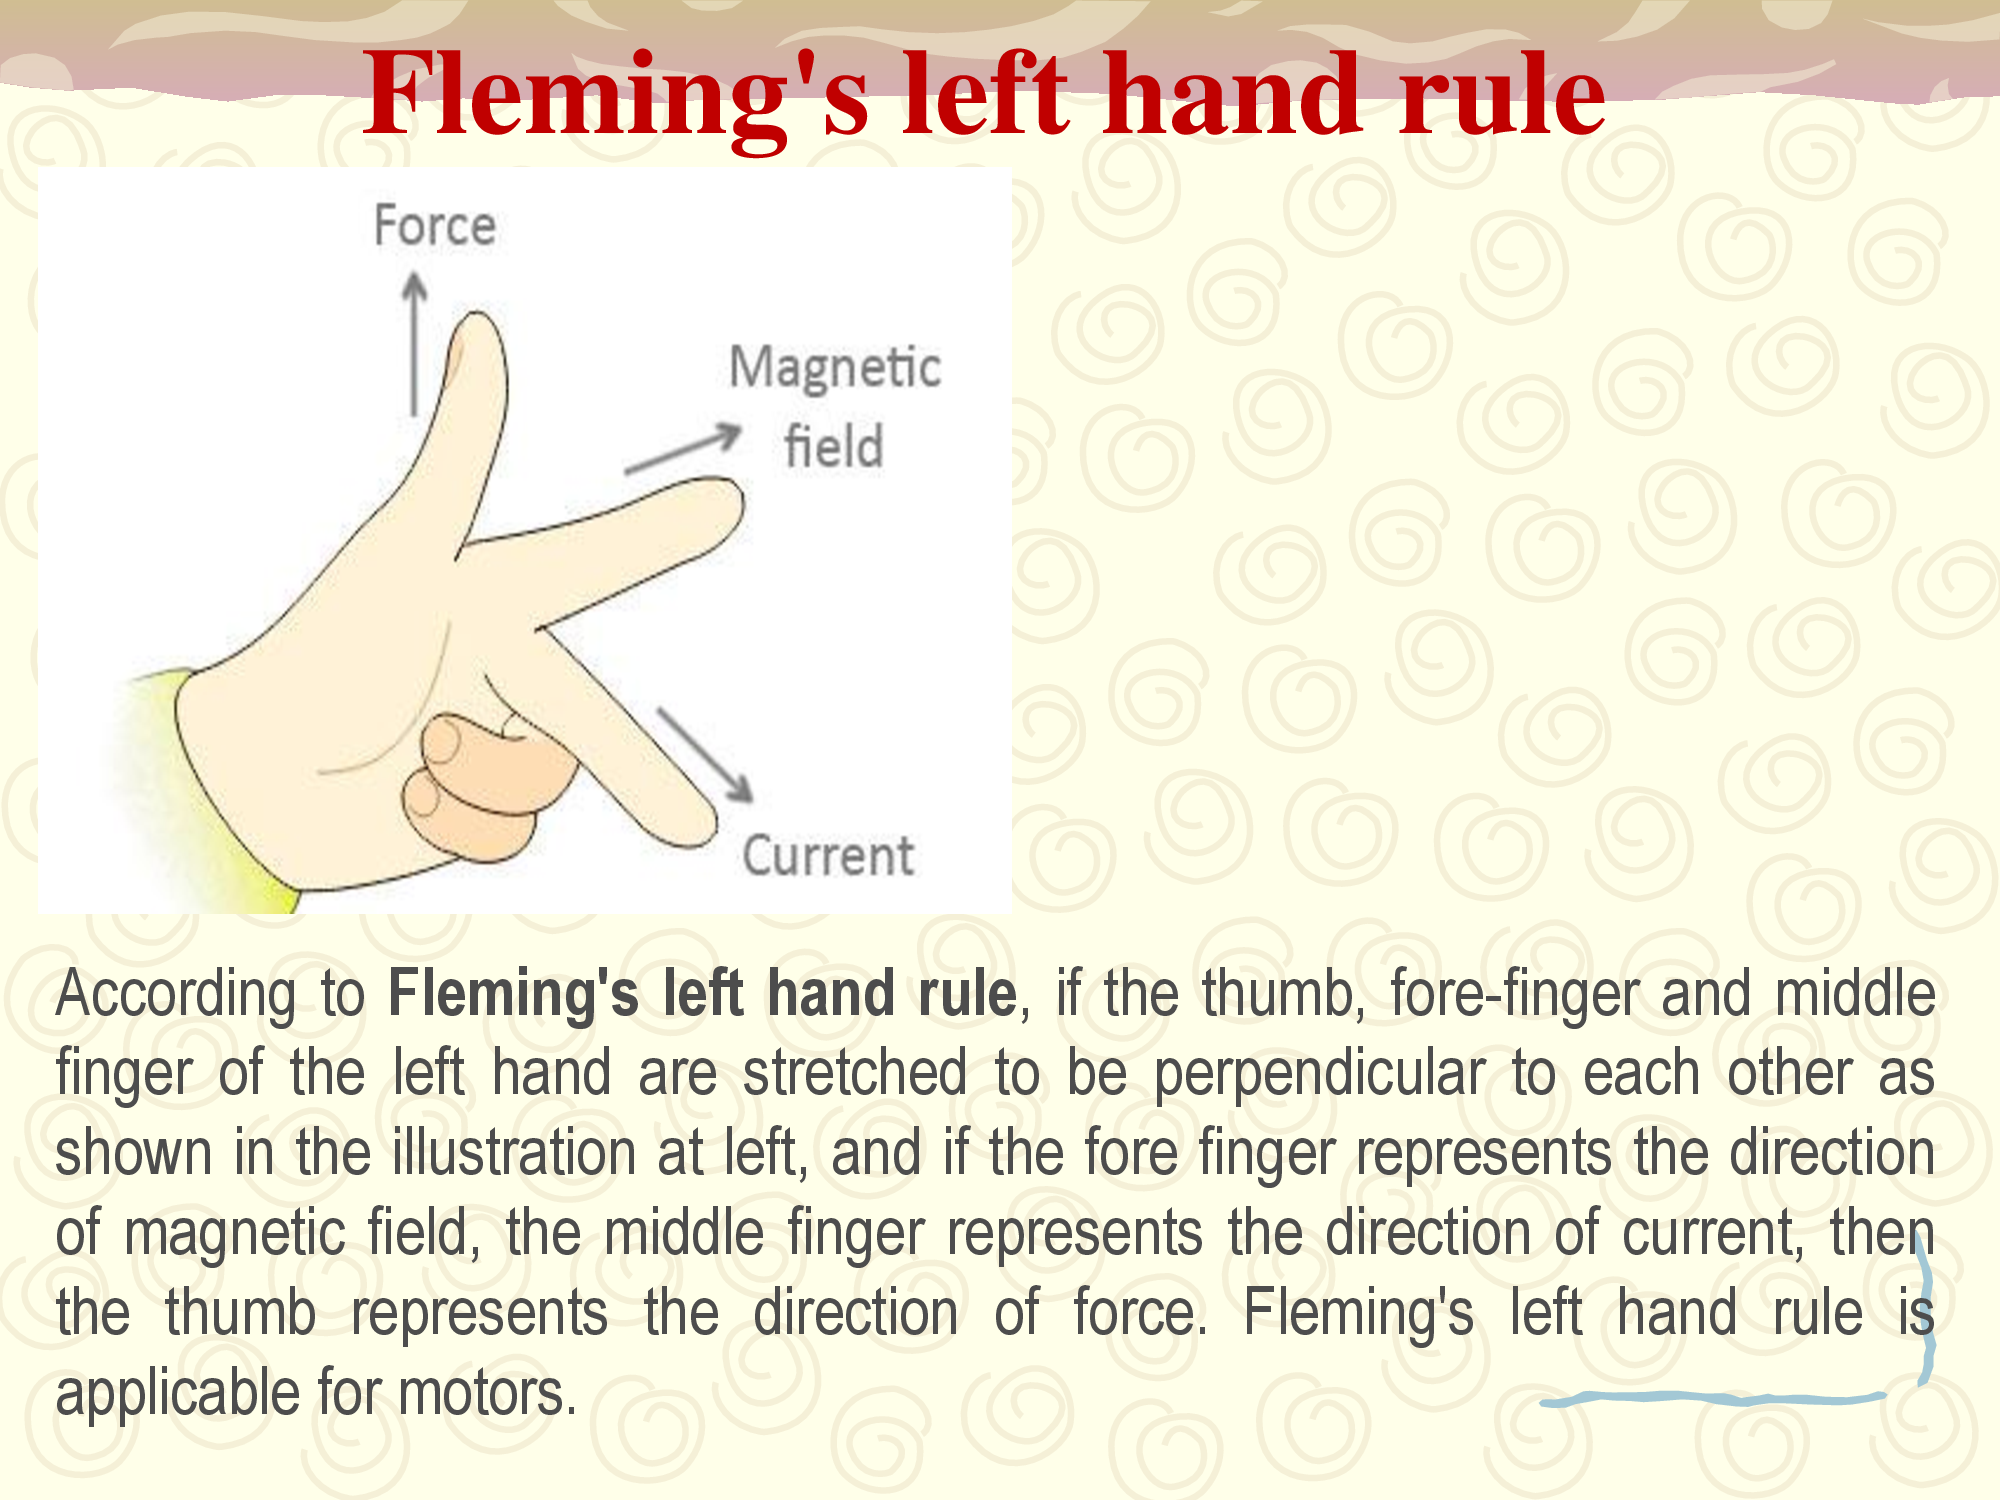 Fleming's left hand rule
Force
Magnetic
field
Current
According to Fleming's left hand rule, if the thumb, fore-finger and middle
finger of the left hand are stretched to be perpendicular to each other as
shown in the illustration at left, and if the fore finger represents the direction
of magnetic field, the middle finger represents the direction of current, then
the thumb represents the direction of force. Fleming's left hand rule is
applicable for motors.